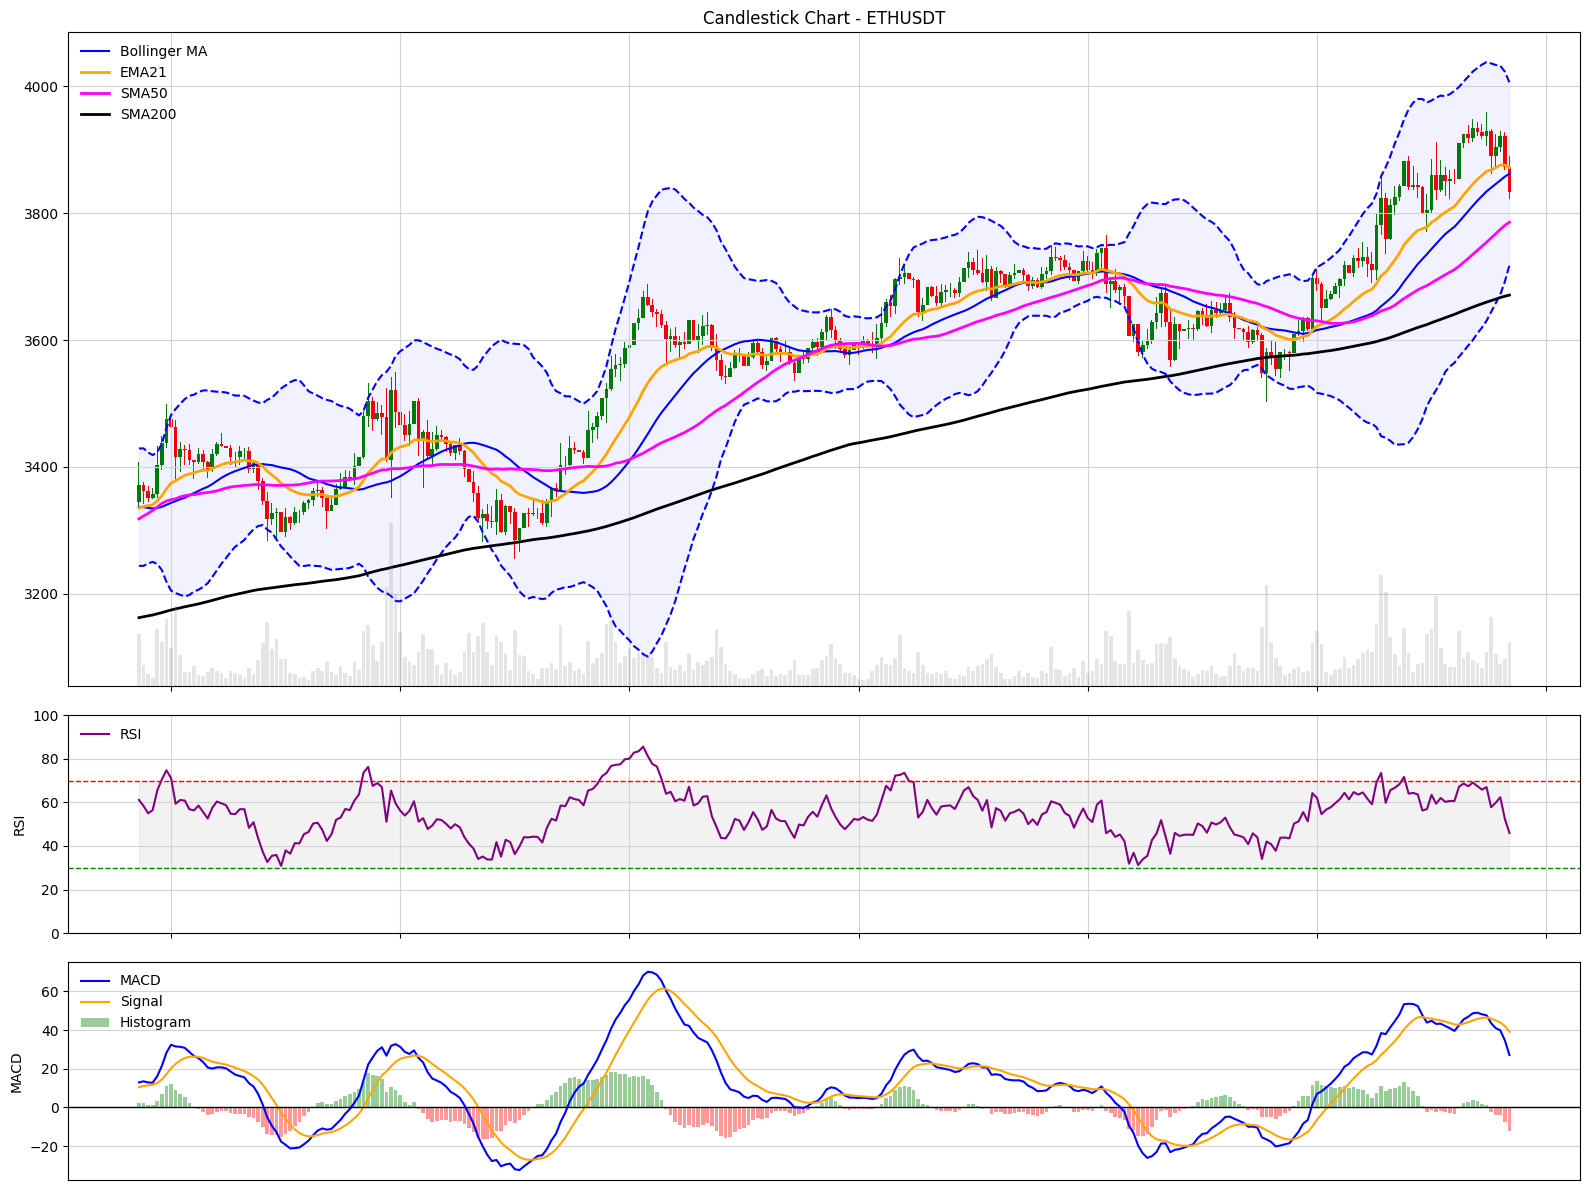 Candlestick Chart - ETHUSDT
Bollinger MA
EMA21
SMA50
SMA200
4000
3800
3600
3400
3200
RSI
RSI
100
80
60
40
20
0
MACD
Signal
Histogram
MACD
60
40
20
0
−20